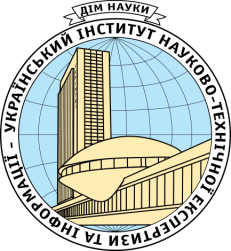 ДІМ НАУКИ
УКРАЇНСЬКИЙ ІНСТИТУТ НАУКОВО-ТЕХНІЧНОЇ ЕКСПЕРТИЗИ ТА ІНФОРМАЦІЇ -